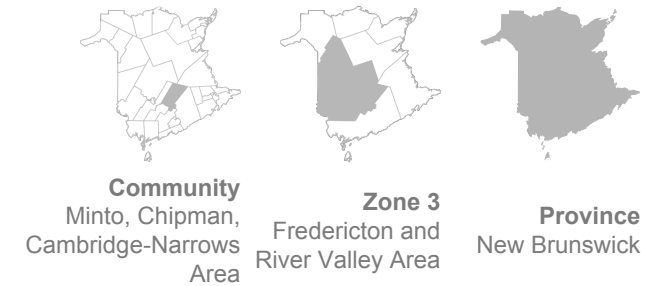 Community
Minto, Chipman,
Cambridge-Narrows
Area
Zone 3
Fredericton and
River Valley Area
Province
New Brunswick